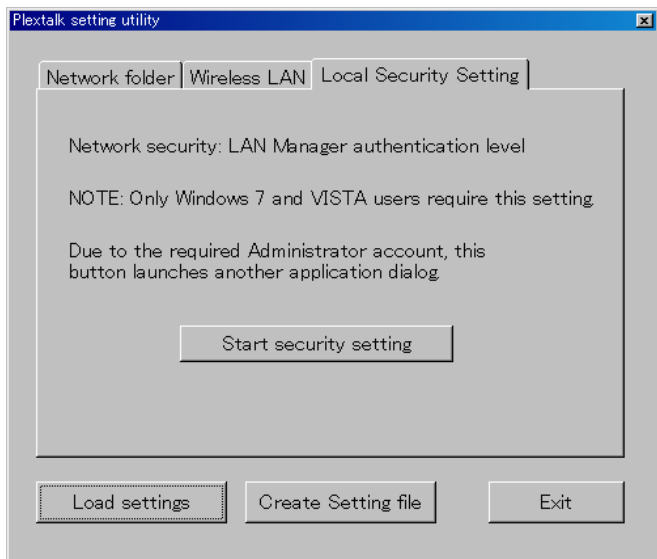 Plextalk setting utility
Network folder Wireless LAN Local Security Setting
Network security: LAN Manager authentication level
NOTE: Only Windows 7 and VISTA users require this setting.
Due to the required Administrator account, this
button launches another application dialog.
Start security setting
Load settings Create Setting file Exit